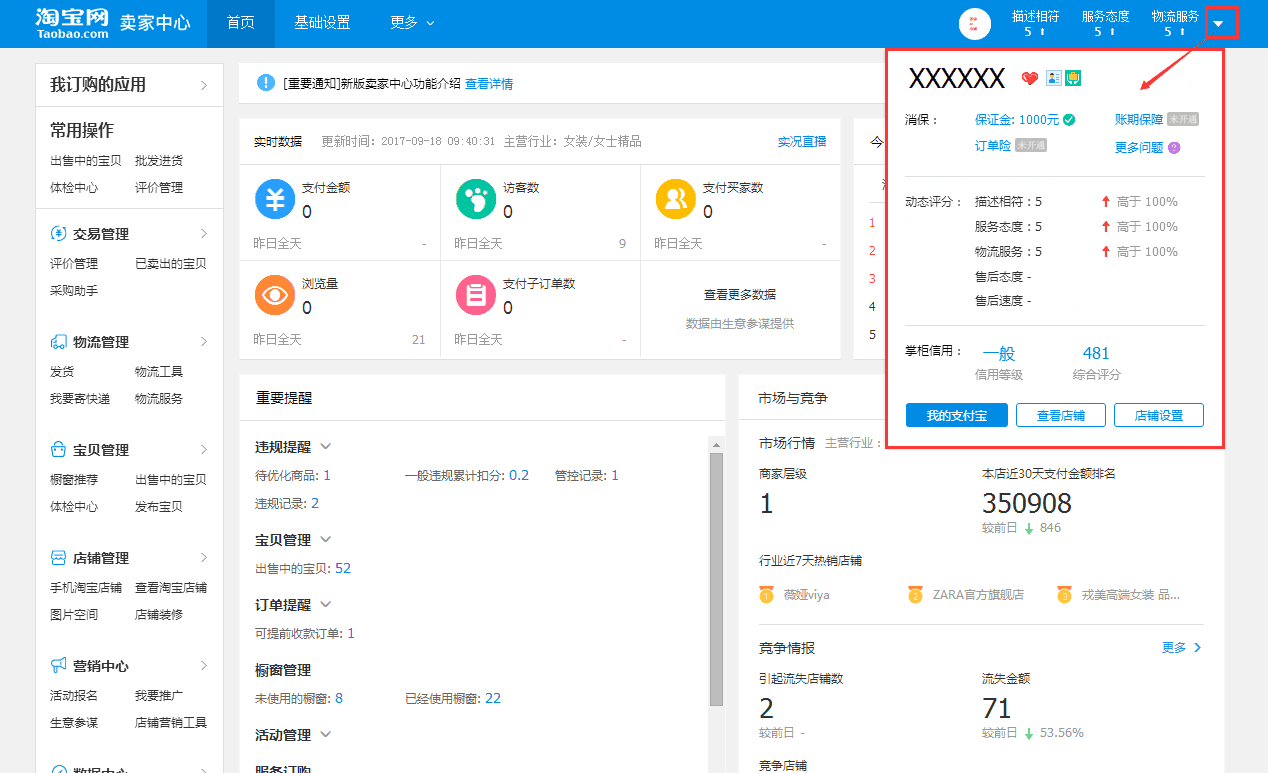 淘宝网 卖家中心 首页 基础设置 更多
Taobao.com
描述相符 服务态度 物流服务
5 5 5
我订购的应用
常用操作
出售中的宝贝 批发进货
体检中心 评价管理
交易管理
评价管理 已卖出的宝贝
采购助手
物流管理
发货 物流工具
我要寄快递 物流服务
宝贝管理
橱窗推荐 出售中的宝贝
体检中心 发布宝贝
店铺管理
手机淘宝店铺 查看淘宝店铺
图片空间 店铺装修
营销中心
活动报名 我要推广
生意参谋 店铺营销工具
数据中心
[重要通知]新版卖家中心功能介绍 查看详情
实时数据 更新时间: 2017-09-18 09:40:31 主营行业: 女装/女士精品 实况直播
支付金额
0
昨日全天 -
访客数
0
昨日全天 9
支付买家数
0
昨日全天 -
浏览量
0
昨日全天 21
支付子订单数
0
昨日全天 -
查看更多数据
数据由生意参谋提供
今
1
2
3
4
5
XXXXXX
消保： 保证金: 1000元 账期保障 未开通
订单险 未开通 更多问题 ?
动态评分： 描述相符：5 高于 100%
服务态度：5 高于 100%
物流服务：5 高于 100%
售后态度 -
售后速度 -
掌柜信用： 一般 481
信用等级 综合评分
我的支付宝 查看店铺 店铺设置
重要提醒
违规提醒
待优化商品: 1 一般违规累计扣分: 0.2 管控记录: 1
违规记录: 2
宝贝管理
出售中的宝贝: 52
订单提醒
可提前收款订单: 1
橱窗管理
未使用的橱窗: 8 已经使用橱窗: 22
活动管理
服务订购
市场与竞争
市场行情 主营行业：
商家层级 本店近30天支付金额排名
1 350908
较前日 ↓ 846
行业近7天热销店铺
1 薇娅viya 2 ZARA官方旗舰店 3 戎美高端女装 品...
竞争情报 更多
引起流失店铺数 流失金额
2 71
较前日 - 较前日 ↓ 53.56%
竞争店铺